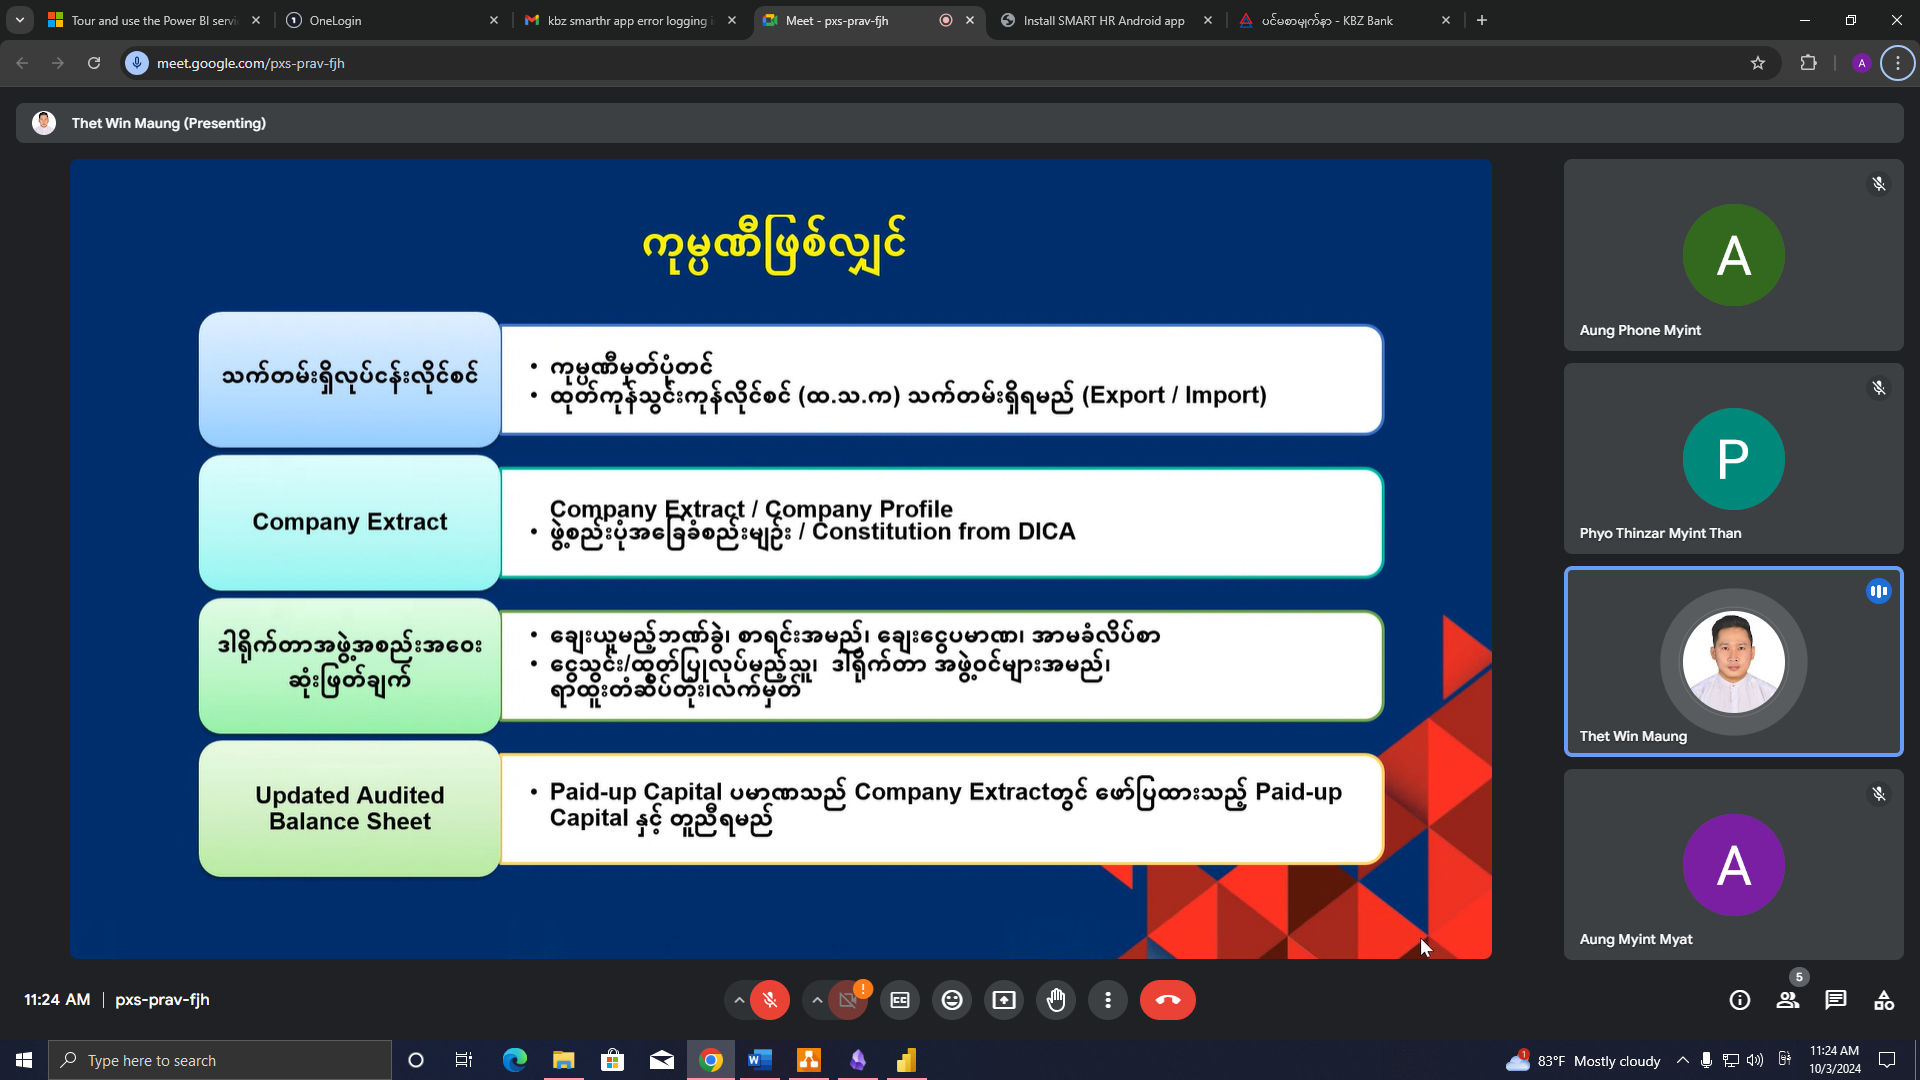 Tour and use the Power BI servi
OneLogin
kbz smarthr app error logging i
Meet - pxs-prav-fjh
Install SMART HR Android app
ပင်မစာမျက်နှာ - KBZ Bank
meet.google.com/pxs-prav-fjh
A
Thet Win Maung (Presenting)
ကုမ္ပဏီဖြစ်လျှင်
သက်တမ်းရှိလုပ်ငန်းလိုင်စင်
• ကုမ္ပဏီမှတ်ပုံတင်
• ထုတ်ကုန်သွင်းကုန်လိုင်စင် (ထ.သ.က) သက်တမ်းရှိရမည် (Export / Import)
Company Extract
Company Extract / Company Profile
• ဖွဲ့စည်းပုံအခြေခံစည်းမျဉ်း / Constitution from DICA
ဒါရိုက်တာအဖွဲ့အစည်းအဝေး
ဆုံးဖြတ်ချက်
• ချေးယူမည့်ဘဏ်ခွဲ၊ စာရင်းအမည်၊ ချေးငွေပမာဏ၊ အာမခံလိပ်စာ
• ငွေသွင်း/ထုတ်ပြုလုပ်မည့်သူ၊ ဒါရိုက်တာ အဖွဲ့ဝင်များအမည်၊
ရာထူးတံဆိပ်တုံး၊လက်မှတ်
Updated Audited
Balance Sheet
• Paid-up Capital ပမာဏသည် Company Extractတွင် ဖော်ပြထားသည့် Paid-up
Capital နှင့် တူညီရမည်
A
Aung Phone Myint
P
Phyo Thinzar Myint Than
Thet Win Maung
A
Aung Myint Myat
11:24 AM | pxs-prav-fjh
5
Type here to search
83°F Mostly cloudy
11:24 AM
10/3/2024